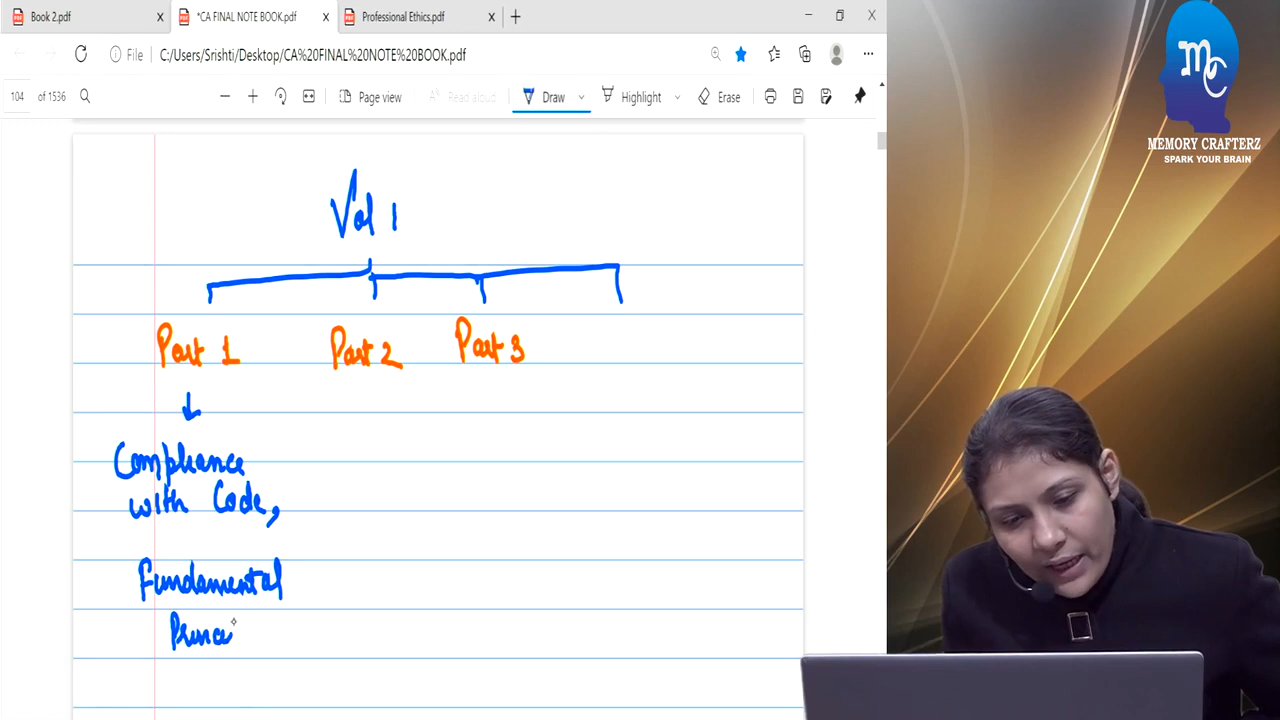 Book 2.pdf
*CA FINAL NOTE BOOK.pdf
Professional Ethics.pdf
File
C:/Users/Srishti/Desktop/CA%20FINAL%20NOTE%20BOOK.pdf
104 of 1536
Page view
Read aloud
Draw
Highlight
Erase
MC
MEMORY CRAFTERZ
SPARK YOUR BRAIN
Vol 1
Part 1 Part 2 Part 3
Compliance
with Code,
Fundamental
Princ